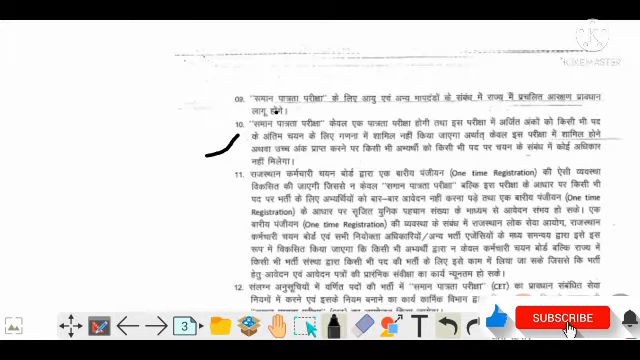 K
KINEMASTER
09. "समान पात्रता परीक्षा" के लिए आयु एवं अन्य मापदंडों के संबंध में राज्य में प्रचलित आरक्षण प्रावधान
लागू होंगे।
10. "समान पात्रता परीक्षा" केवल एक पात्रता परीक्षा होगी तथा इस परीक्षा में अर्जित अंकों को किसी भी पद
के अंतिम चयन के लिए गणना में शामिल नहीं किया जाएगा अर्थात् केवल इस परीक्षा में शामिल होने
अथवा उच्च अंक प्राप्त करने पर किसी भी अभ्यर्थी को किसी भी पद पर चयन के संबंध में कोई अधिकार
नहीं मिलेगा।
11. राजस्थान कर्मचारी चयन बोर्ड द्वारा एक बारीय पंजीयन (One time Registration) की ऐसी व्यवस्था
विकसित की जाएगी जिससे न केवल "समान पात्रता परीक्षा" बल्कि इस परीक्षा के आधार पर किसी भी
पद पर भर्ती के लिए अभ्यर्थियों को बार-बार आवेदन नहीं करना पड़े तथा एक बारीय पंजीयन (One time
Registration) के आधार पर सृजित युनिक पहचान संख्या के माध्यम से आवेदन संभव हो सके। एक
बारीय पंजीयन (One time Registration) की व्यवस्था के संबंध में राजस्थान लोक सेवा आयोग, राजस्थान
कर्मचारी चयन बोर्ड एवं सभी नियोक्ता अधिकारियों/अन्य भर्ती एजेंसियों के मध्य समन्वय द्वारा इसे इस
रूप में विकसित किया जाएगा कि किसी भी अभ्यर्थी द्वारा न केवल कर्मचारी चयन बोर्ड बल्कि राज्य में
किसी भी भर्ती संस्था द्वारा किसी भी पद की भर्ती के लिए इसे काम में लिया जा सके जिससे कि भर्ती
हेतु आवेदन एवं आवेदन पत्रों की प्रारंभिक संवीक्षा का कार्य न्यूनतम हो सके।
12. संलग्न अनुसूचियों में वर्णित पदों की भर्ती में "समान पात्रता परीक्षा" (CET) का प्रावधान संबंधित सेवा
नियमों में करने एवं इसके नियम बनाने का कार्य कार्मिक विभाग द्वा
SUBSCRIBE
3
T